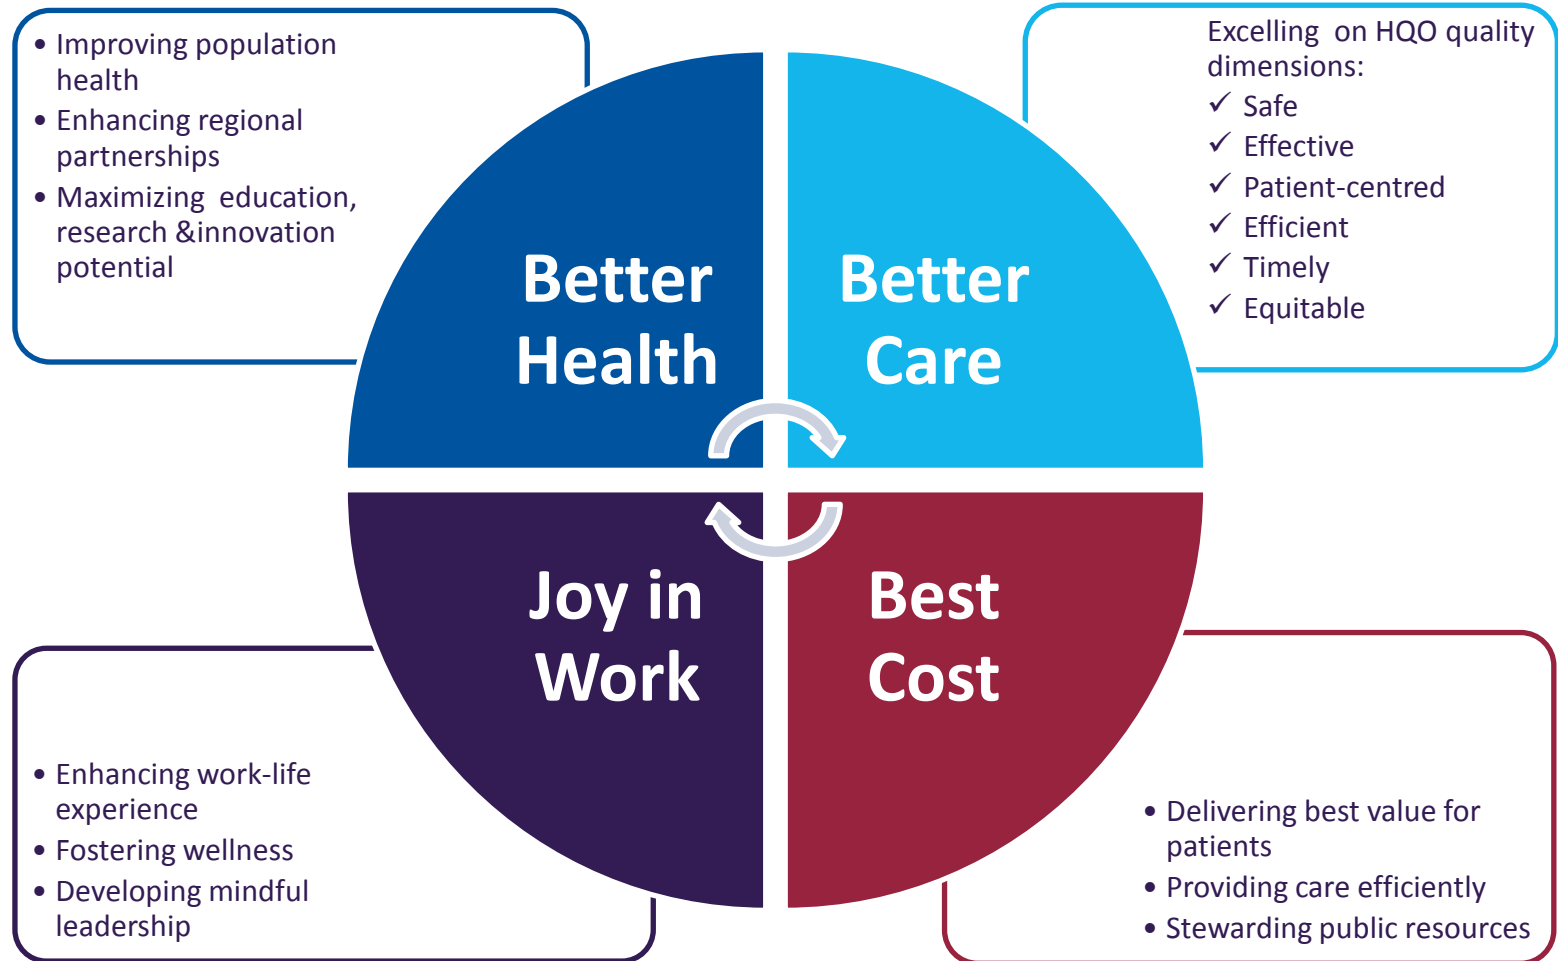 • Improving population
health
• Enhancing regional
partnerships
• Maximizing education,
research &innovation
potential
Excelling on HQO quality
dimensions:
✓ Safe
✓ Effective
✓ Patient-centred
✓ Efficient
✓ Timely
✓ Equitable
Better
Health
Better
Care
Joy in
Work
Best
Cost
• Enhancing work-life
experience
• Fostering wellness
• Developing mindful
leadership
• Delivering best value for
patients
• Providing care efficiently
• Stewarding public resources